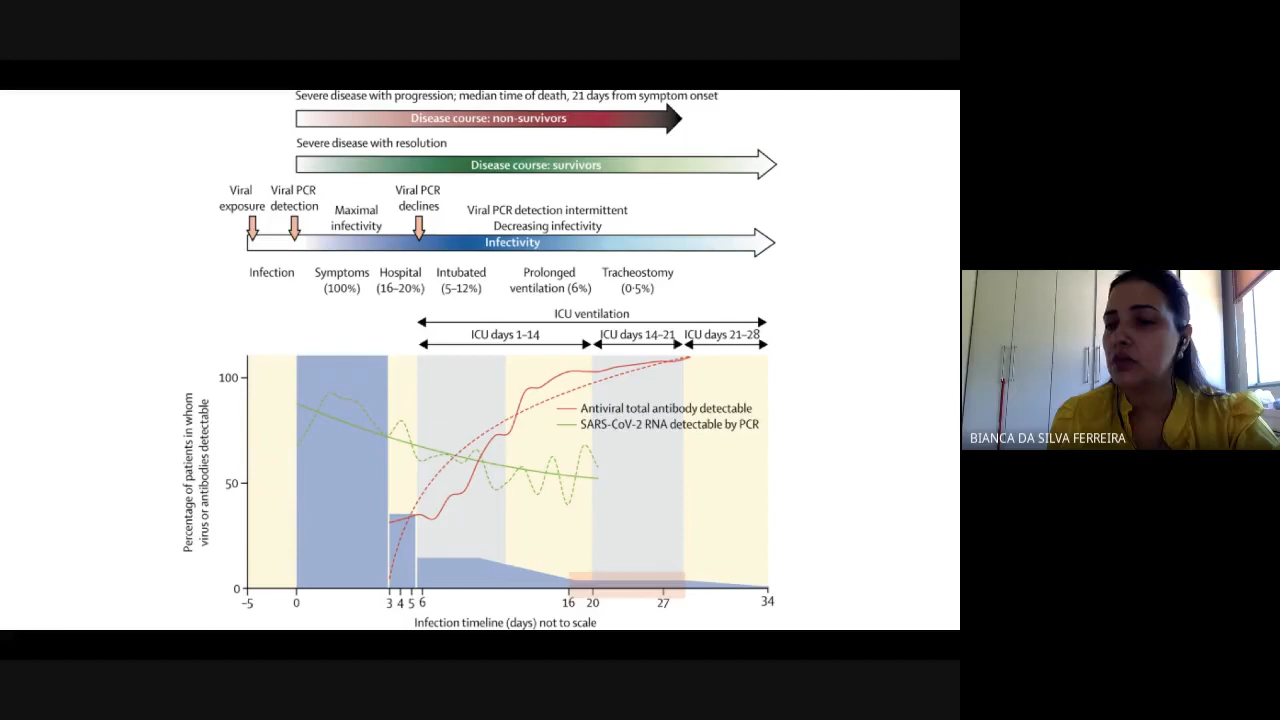 Severe disease with progression; median time of death, 21 days from symptom onset
Disease course: non-survivors
Severe disease with resolution
Disease course: survivors
Viral exposure
Viral PCR detection
Maximal infectivity
Viral PCR declines
Viral PCR detection intermittent
Decreasing infectivity
Infectivity
Infection
Symptoms (100%)
Hospital (16–20%)
Intubated (5–12%)
Prolonged ventilation (6%)
Tracheostomy (0·5%)
ICU ventilation
ICU days 1–14
ICU days 14–21
ICU days 21–28
Percentage of patients in whom
virus or antibodies detectable
100
50
0
Antiviral total antibody detectable
SARS-CoV-2 RNA detectable by PCR
–5 0 3 4 5 6 16 20 27 34
Infection timeline (days) not to scale
BIANCA DA SILVA FERREIRA